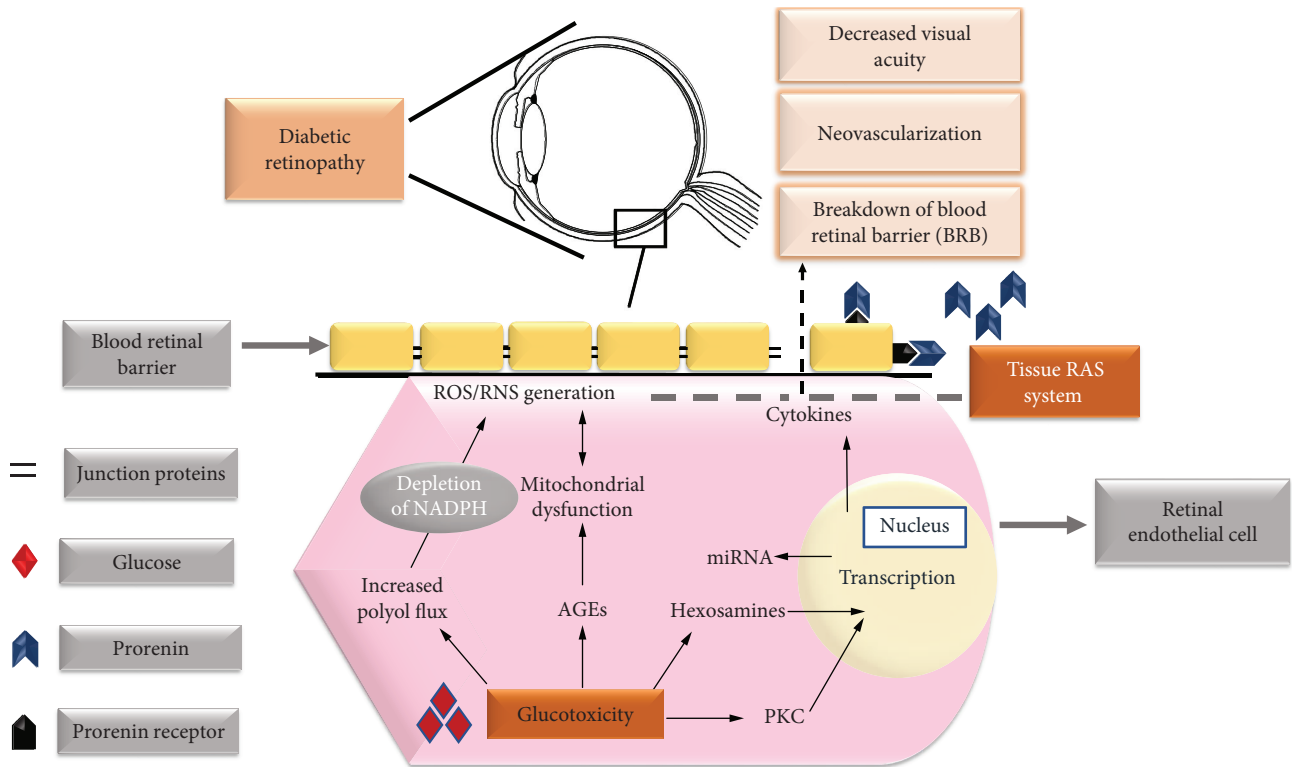 Decreased visual
acuity
Diabetic
retinopathy
Neovascularization
Breakdown of blood
retinal barrier (BRB)
Blood retinal
barrier
Tissue RAS
system
ROS/RNS generation
Cytokines
Junction proteins
Depletion
of NADPH
Mitochondrial
dysfunction
Nucleus
Retinal
endothelial cell
Glucose
miRNA
Transcription
Increased
polyol flux
AGEs
Hexosamines
Prorenin
Glucotoxicity
PKC
Prorenin receptor